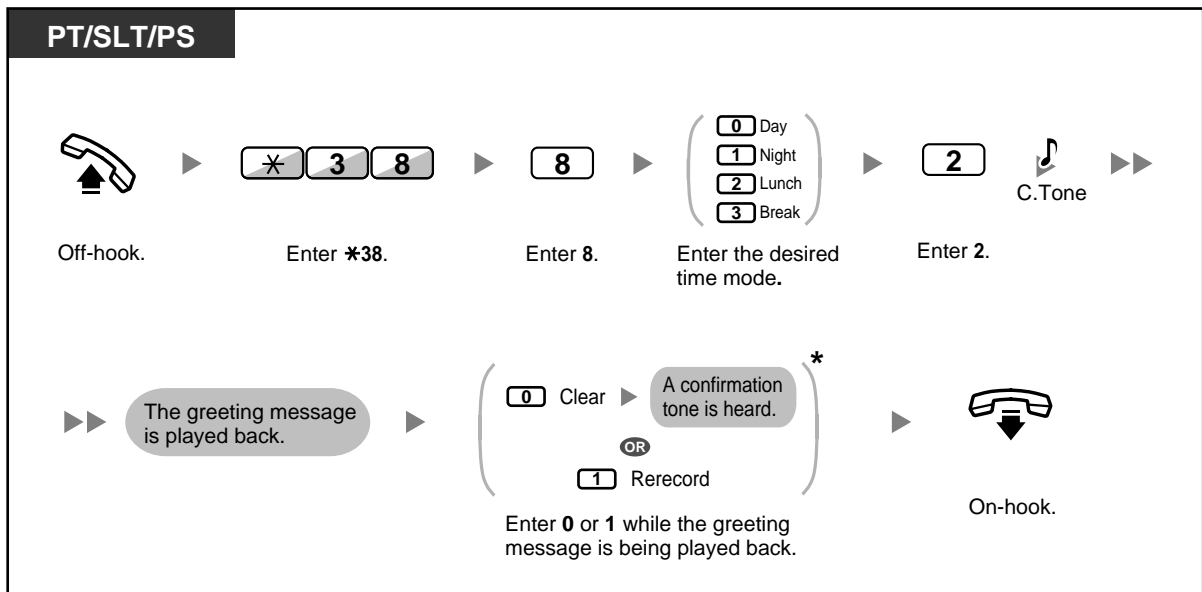 PT/SLT/PS
0 Day
1 Night
2 Lunch
3 Break
✳ 3 8
8
2
C.Tone
Off-hook.
Enter ✳38.
Enter 8.
Enter the desired
time mode.
Enter 2.
The greeting message
is played back.
0 Clear
A confirmation
tone is heard.
*
OR
1 Rerecord
Enter 0 or 1 while the greeting
message is being played back.
On-hook.